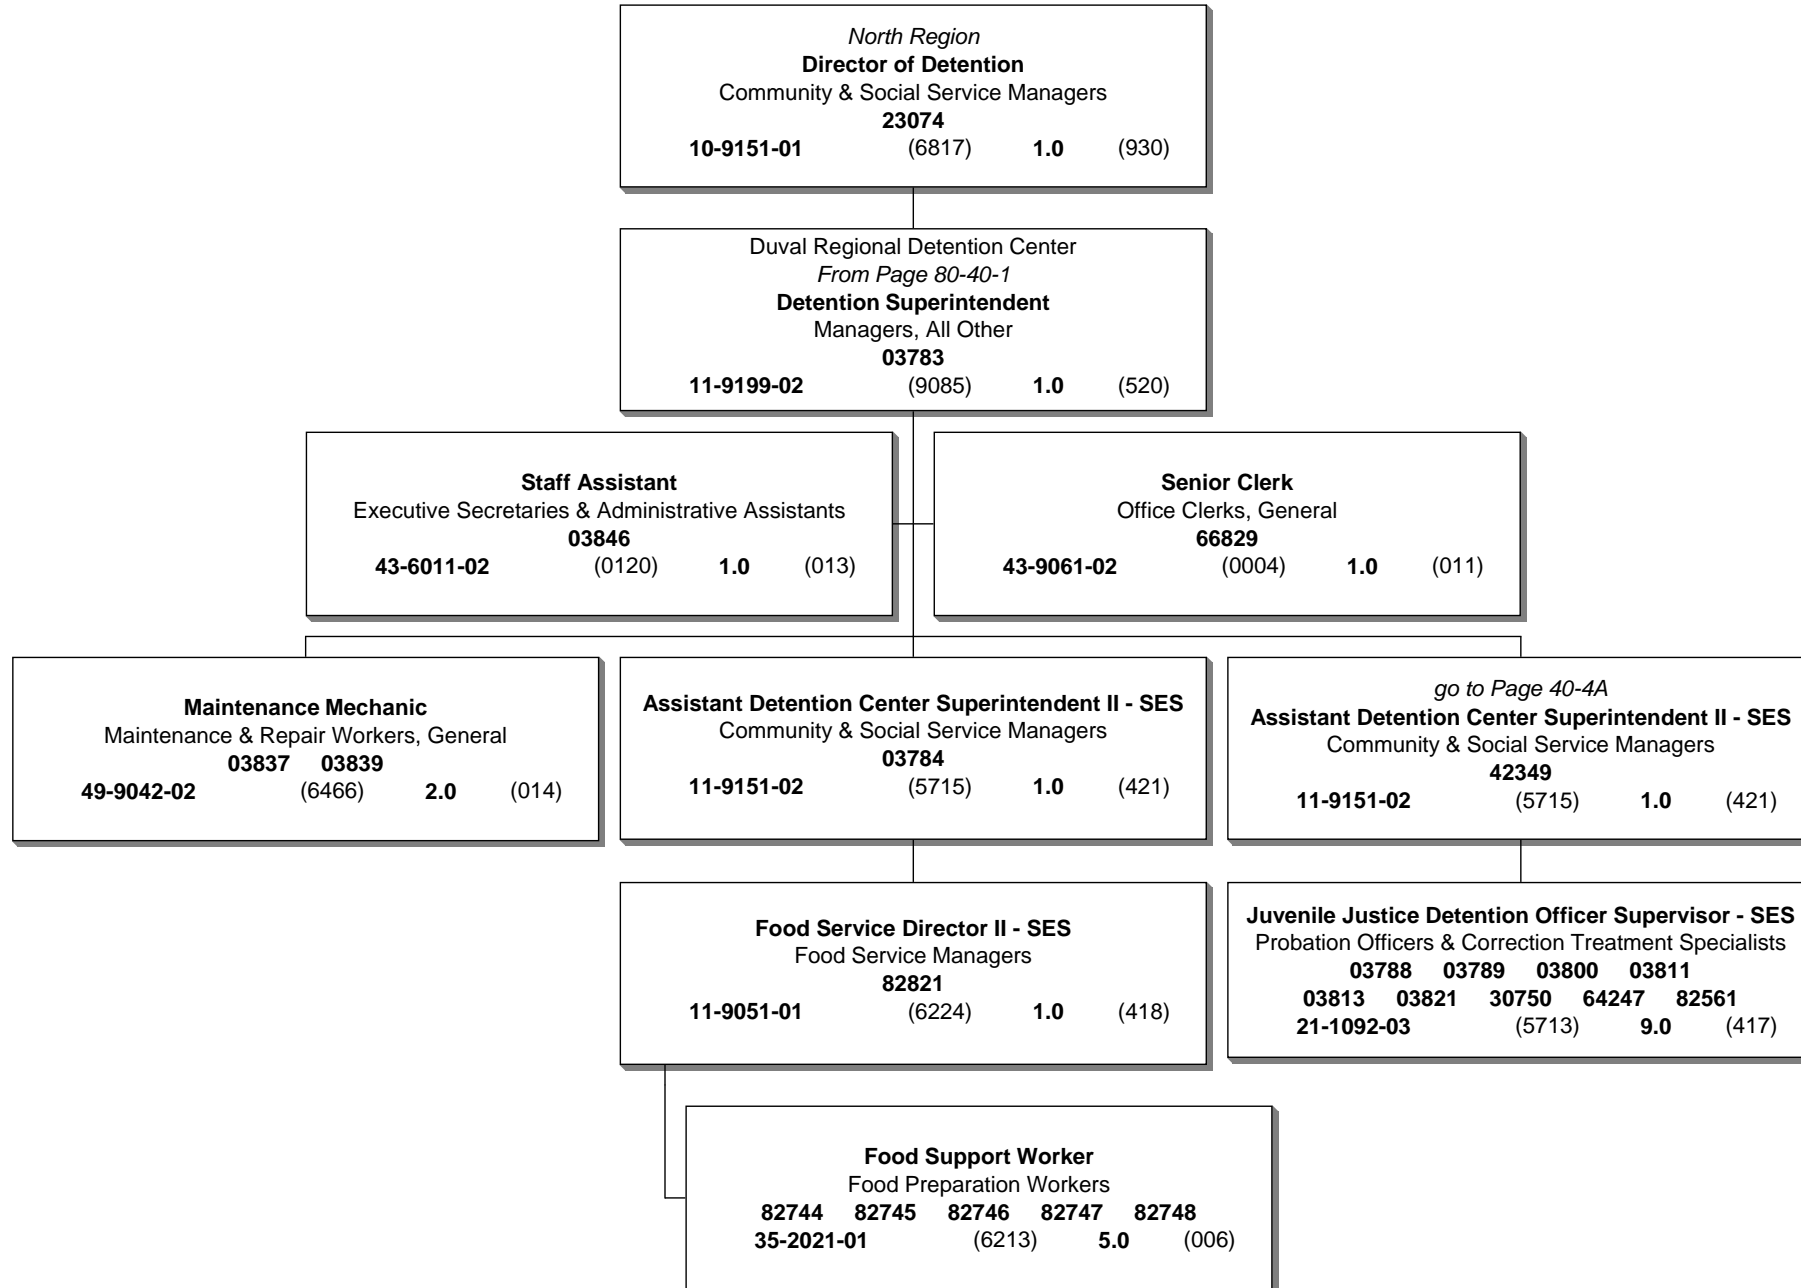 North Region
Director of Detention
Community & Social Service Managers
23074
10-9151-01 (6817) 1.0 (930)
Duval Regional Detention Center
From Page 80-40-1
Detention Superintendent
Managers, All Other
03783
11-9199-02 (9085) 1.0 (520)
Staff Assistant
Executive Secretaries & Administrative Assistants
03846
43-6011-02 (0120) 1.0 (013)
Senior Clerk
Office Clerks, General
66829
43-9061-02 (0004) 1.0 (011)
Maintenance Mechanic
Maintenance & Repair Workers, General
03837 03839
49-9042-02 (6466) 2.0 (014)
Assistant Detention Center Superintendent II - SES
Community & Social Service Managers
03784
11-9151-02 (5715) 1.0 (421)
go to Page 40-4A
Assistant Detention Center Superintendent II - SES
Community & Social Service Managers
42349
11-9151-02 (5715) 1.0 (421)
Food Service Director II - SES
Food Service Managers
82821
11-9051-01 (6224) 1.0 (418)
Juvenile Justice Detention Officer Supervisor - SES
Probation Officers & Correction Treatment Specialists
03788 03789 03800 03811
03813 03821 30750 64247 82561
21-1092-03 (5713) 9.0 (417)
Food Support Worker
Food Preparation Workers
82744 82745 82746 82747 82748
35-2021-01 (6213) 5.0 (006)